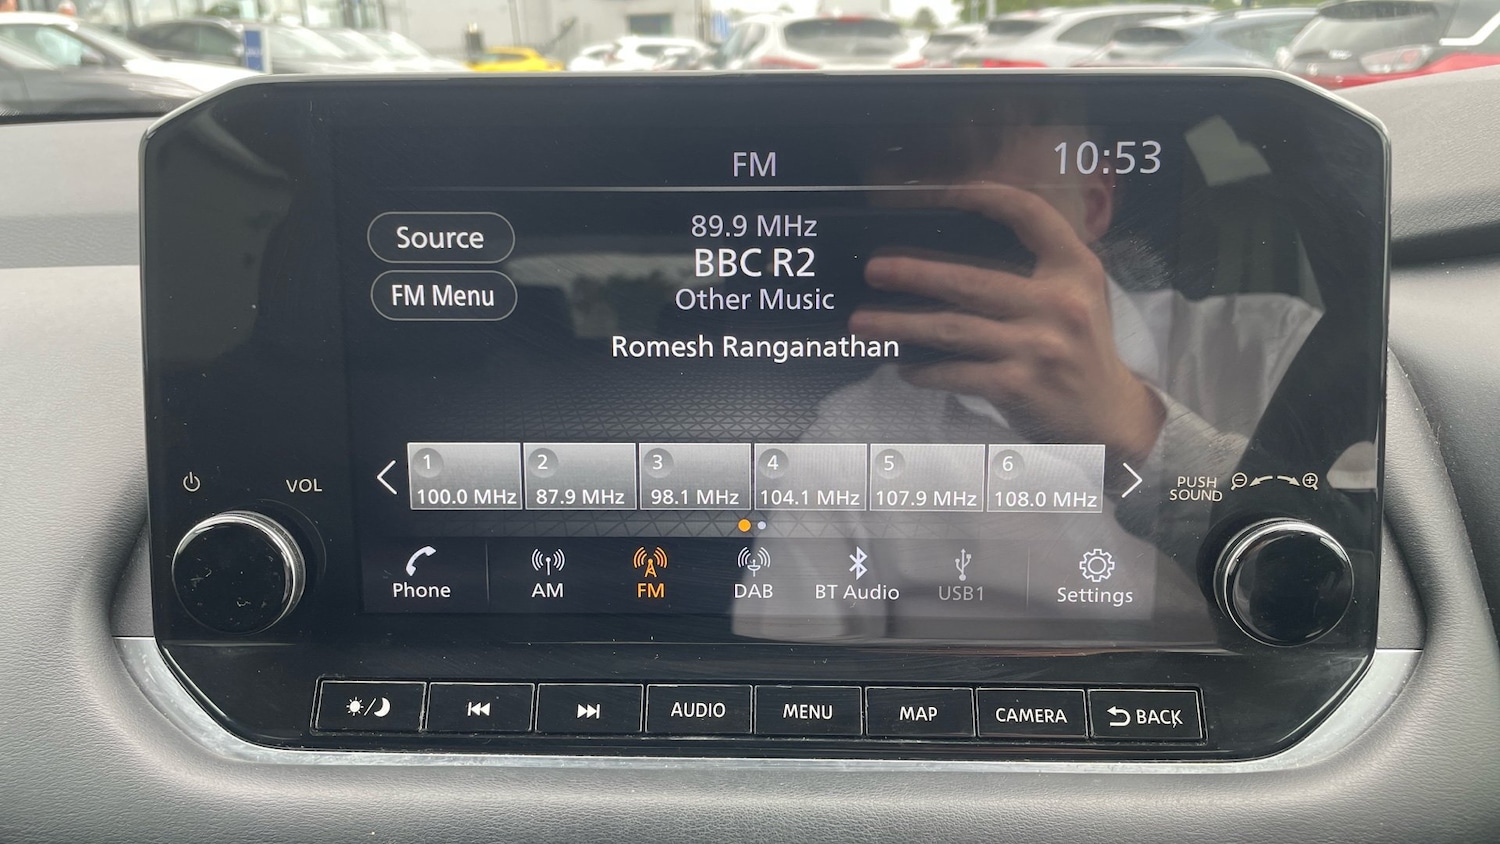 FM
10:53
Source
FM Menu
89.9 MHz
BBC R2
Other Music
Romesh Ranganathan
1
100.0 MHz
2
87.9 MHz
3
98.1 MHz
4
104.1 MHz
5
107.9 MHz
6
108.0 MHz
VOL
PUSH
SOUND
Phone
AM
FM
DAB
BT Audio
USB1
Settings
AUDIO
MENU
MAP
CAMERA
BACK